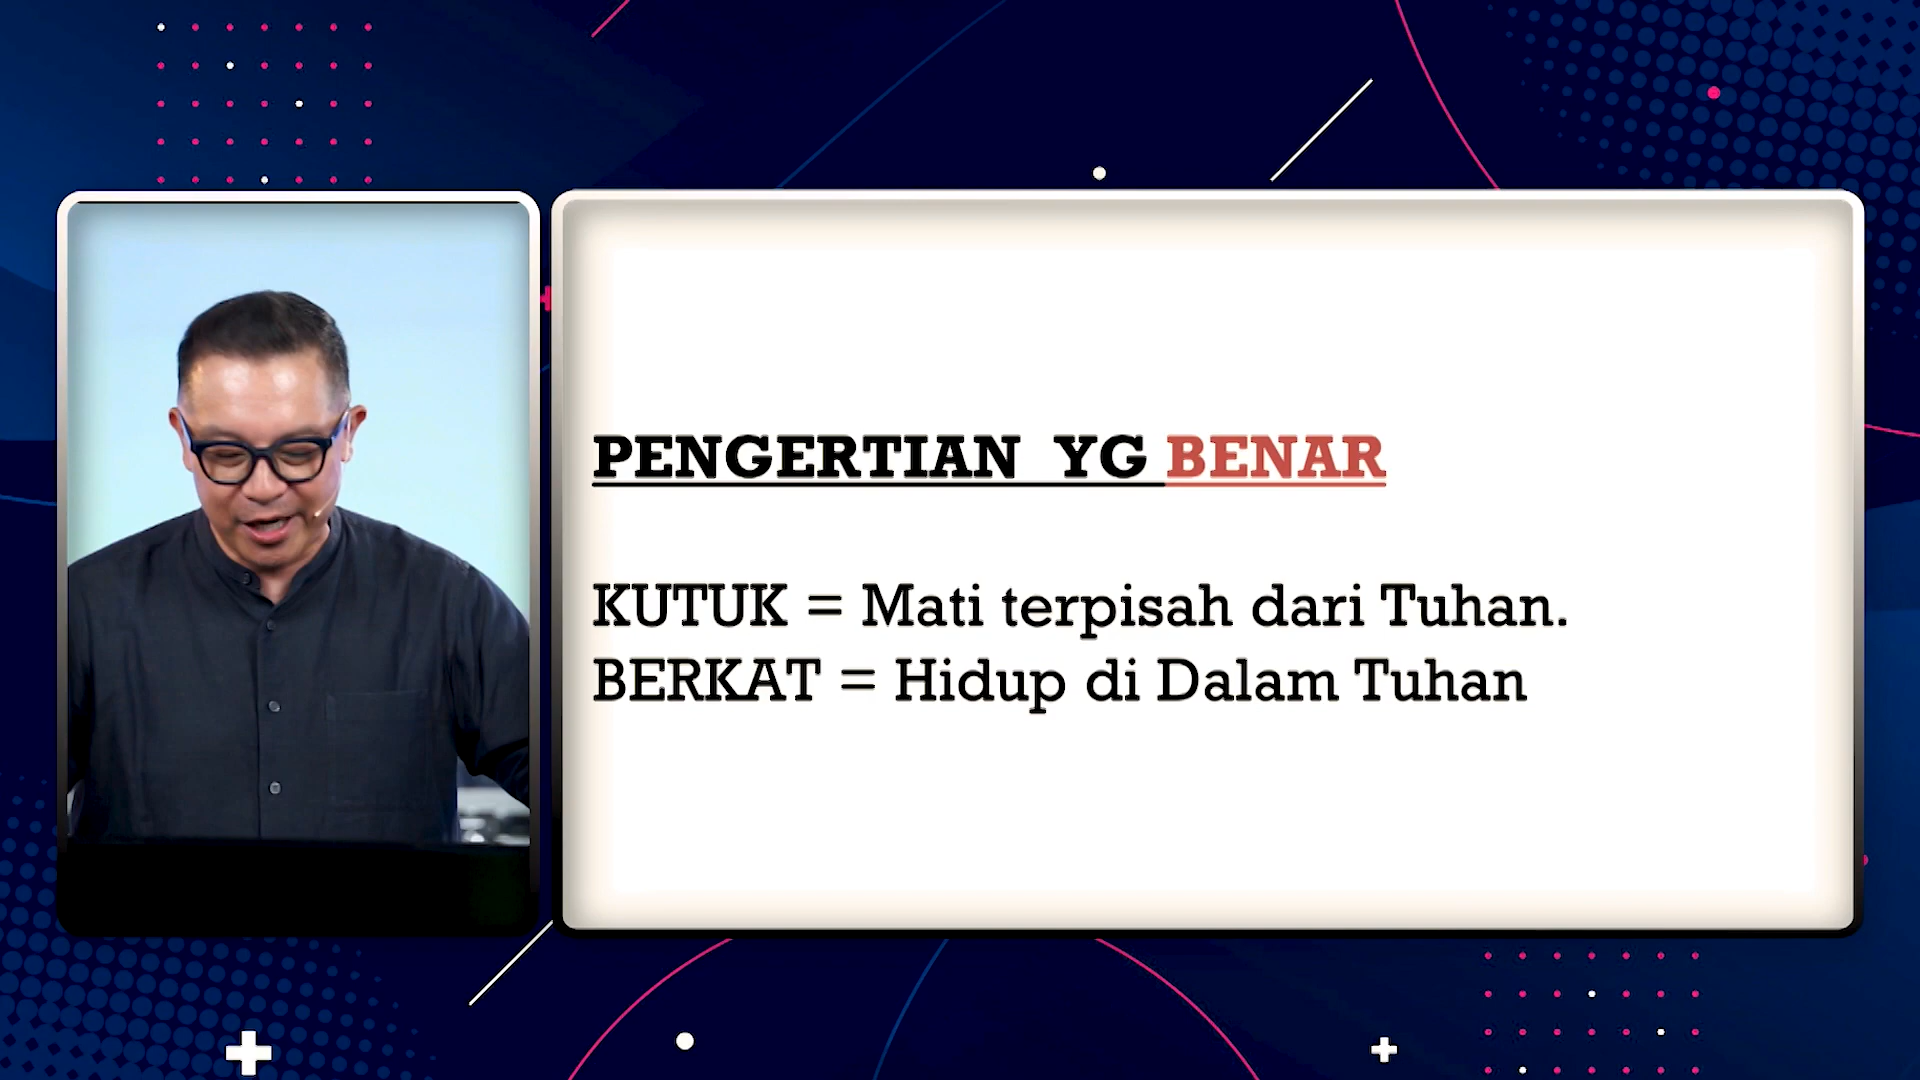 PENGERTIAN YG BENAR
KUTUK = Mati terpisah dari Tuhan.
BERKAT = Hidup di Dalam Tuhan